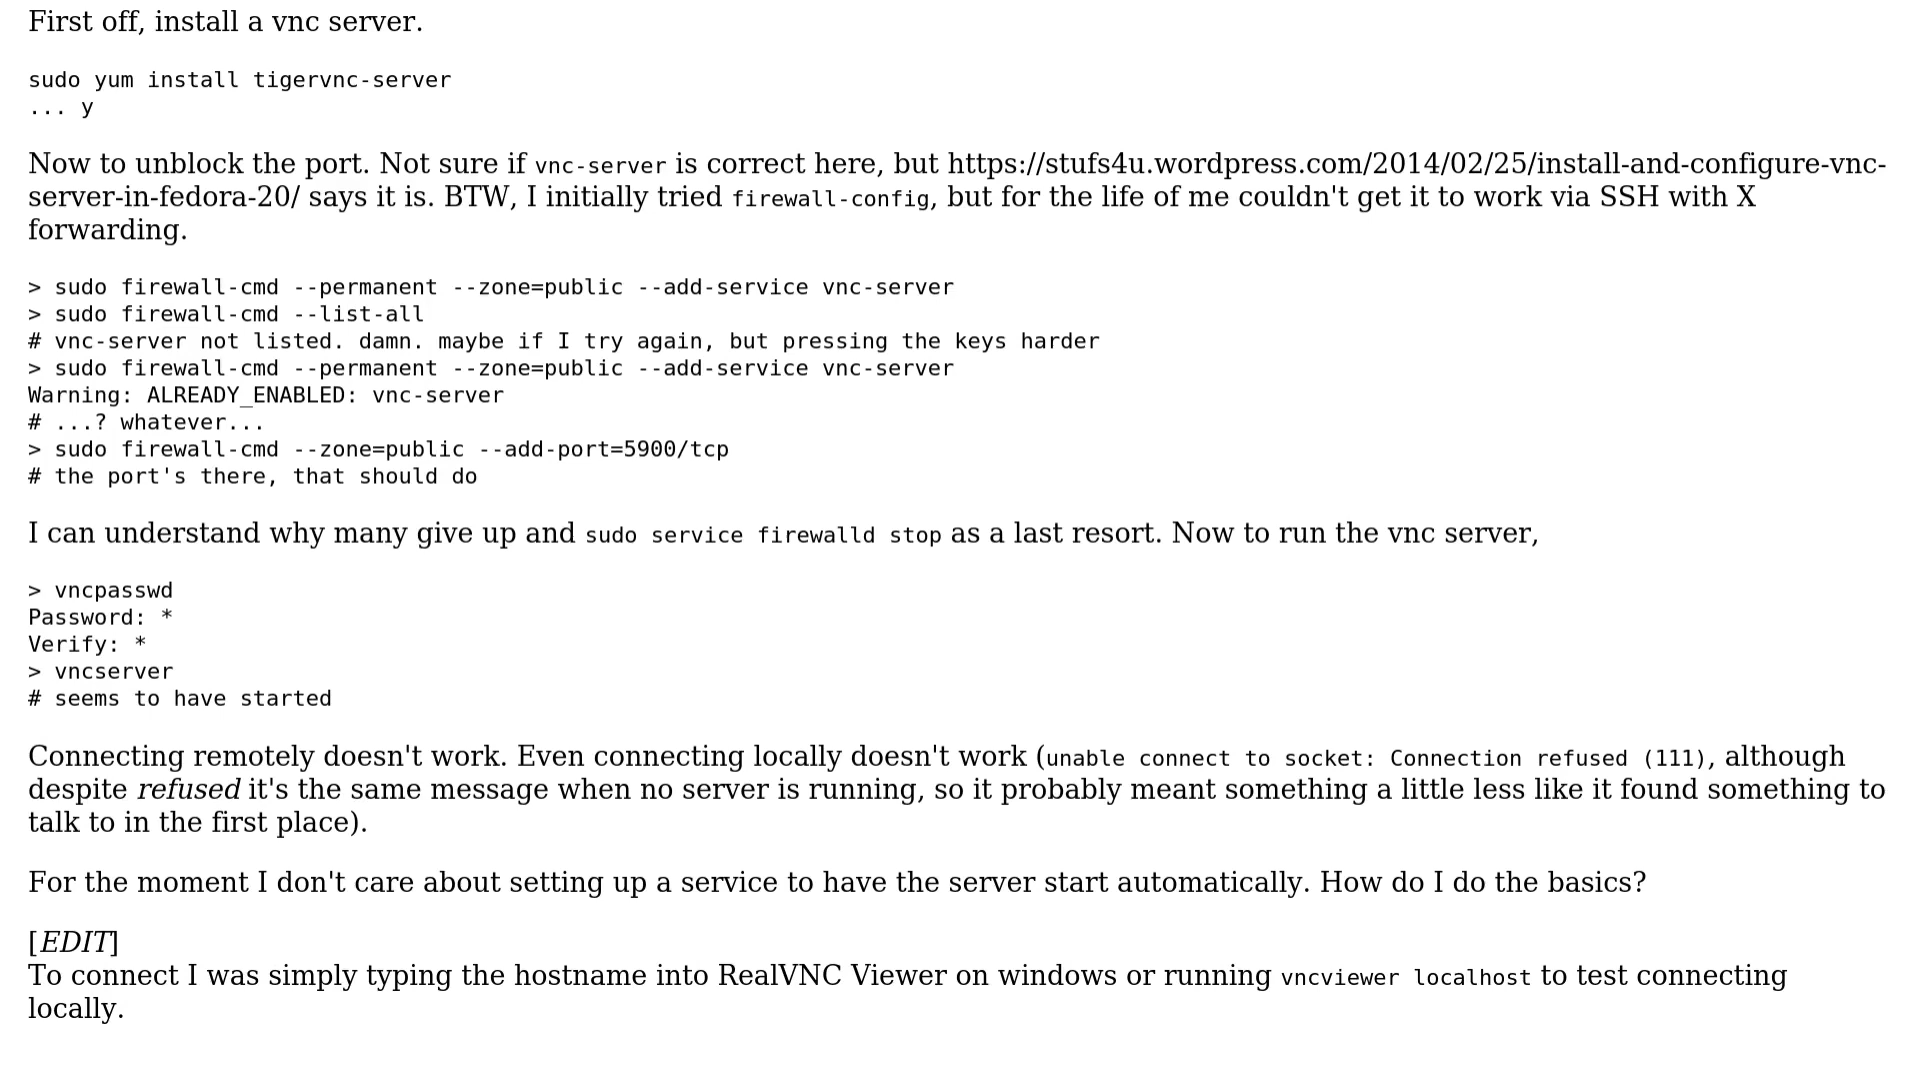 First off, install a vnc server.
sudo yum install tigervnc-server
... y
Now to unblock the port. Not sure if vnc-server is correct here, but https://stufs4u.wordpress.com/2014/02/25/install-and-configure-vnc-
server-in-fedora-20/ says it is. BTW, I initially tried firewall-config, but for the life of me couldn't get it to work via SSH with X
forwarding.
> sudo firewall-cmd --permanent --zone=public --add-service vnc-server
> sudo firewall-cmd --list-all
# vnc-server not listed. damn. maybe if I try again, but pressing the keys harder
> sudo firewall-cmd --permanent --zone=public --add-service vnc-server
Warning: ALREADY_ENABLED: vnc-server
# ...? whatever...
> sudo firewall-cmd --zone=public --add-port=5900/tcp
# the port's there, that should do
I can understand why many give up and sudo service firewalld stop as a last resort. Now to run the vnc server,
> vncpasswd
Password: *
Verify: *
> vncserver
# seems to have started
Connecting remotely doesn't work. Even connecting locally doesn't work (unable connect to socket: Connection refused (111), although
despite refused it's the same message when no server is running, so it probably meant something a little less like it found something to
talk to in the first place).
For the moment I don't care about setting up a service to have the server start automatically. How do I do the basics?
[EDIT]
To connect I was simply typing the hostname into RealVNC Viewer on windows or running vncviewer localhost to test connecting
locally.